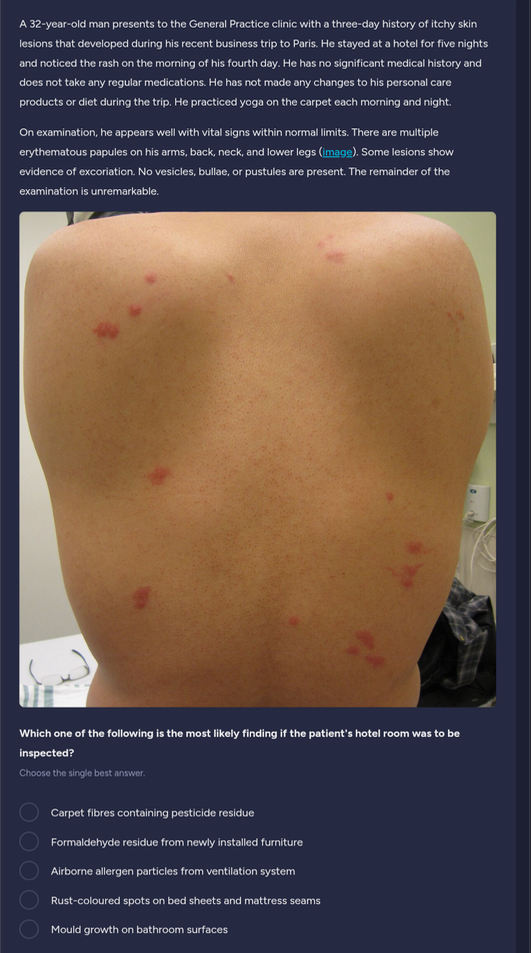 A 32-year-old man presents to the General Practice clinic with a three-day history of itchy skin
lesions that developed during his recent business trip to Paris. He stayed at a hotel for five nights
and noticed the rash on the morning of his fourth day. He has no significant medical history and
does not take any regular medications. He has not made any changes to his personal care
products or diet during the trip. He practiced yoga on the carpet each morning and night.
On examination, he appears well with vital signs within normal limits. There are multiple
erythematous papules on his arms, back, neck, and lower legs (image). Some lesions show
evidence of excoriation. No vesicles, bullae, or pustules are present. The remainder of the
examination is unremarkable.
Which one of the following is the most likely finding if the patient's hotel room was to be
inspected?
Choose the single best answer.
Carpet fibres containing pesticide residue
Formaldehyde residue from newly installed furniture
Airborne allergen particles from ventilation system
Rust-coloured spots on bed sheets and mattress seams
Mould growth on bathroom surfaces